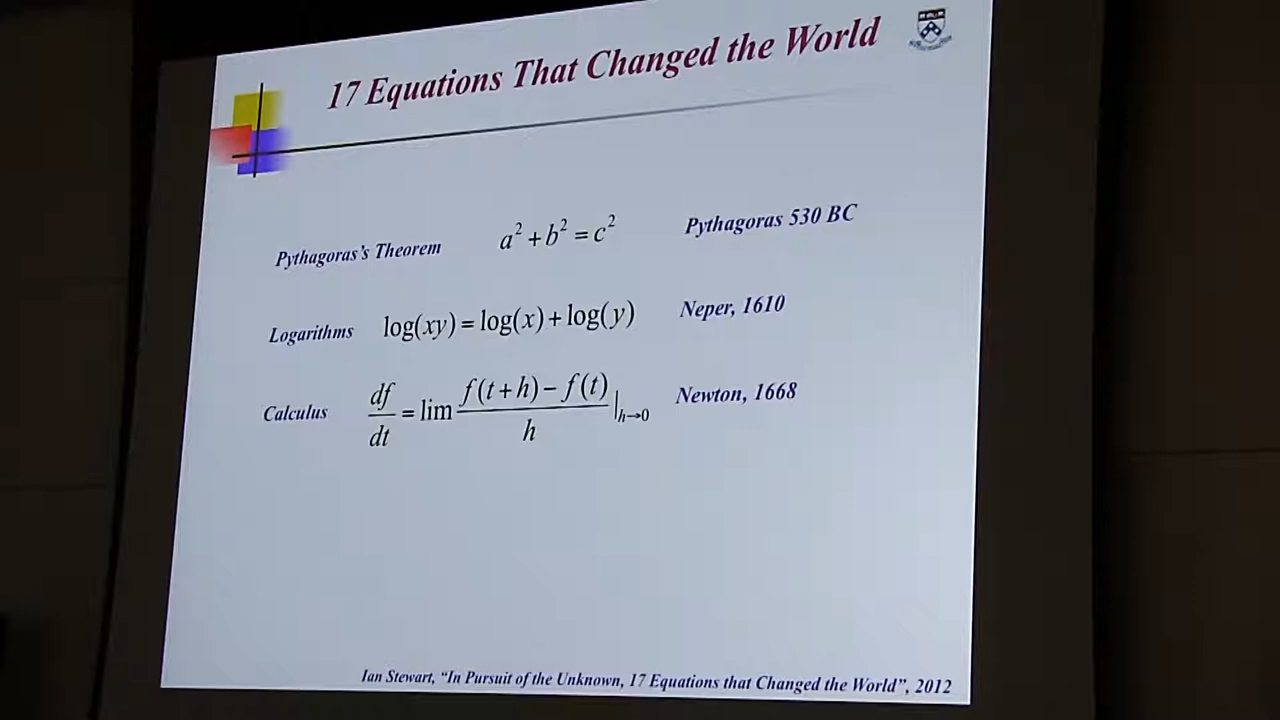 17 Equations That Changed the World
Pythagoras's Theorem a² + b² = c² Pythagoras 530 BC
Logarithms log(xy) = log(x) + log(y) Neper, 1610
Calculus df/dt = lim f(t+h) − f(t)/h |h→0 Newton, 1668
Ian Stewart, “In Pursuit of the Unknown, 17 Equations that Changed the World”, 2012